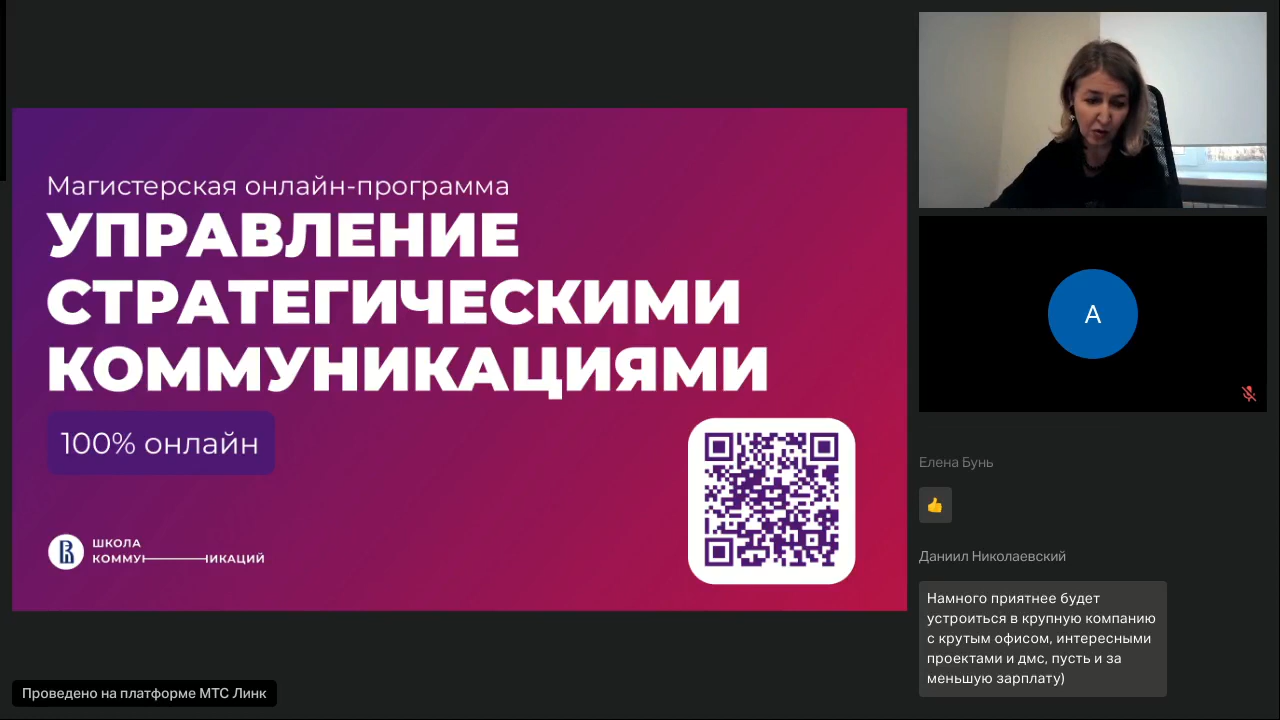 Магистерская онлайн-программа
УПРАВЛЕНИЕ
СТРАТЕГИЧЕСКИМИ
КОММУНИКАЦИЯМИ
100% онлайн
ШКОЛА
КОММУНИКАЦИЙ
Проведено на платформе МТС Линк
А
Елена Бунь
👍
Даниил Николаевский
Намного приятнее будет
устроиться в крупную компанию
с крутым офисом, интересными
проектами и дмс, пусть и за
меньшую зарплату)